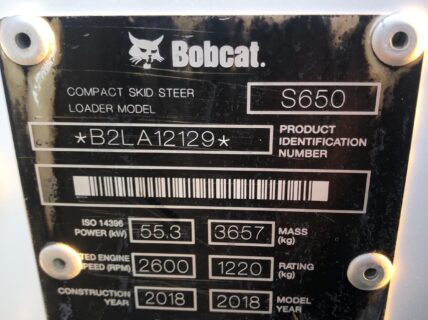 Bobcat.
COMPACT SKID STEER
LOADER MODEL
S650
*B2LA12129*
PRODUCT
IDENTIFICATION
NUMBER
ISO 14396
POWER (kW)
55.3
3657
MASS
(kg)
ENGINE
(RPM)
2600
1220
RATING
(kg)
CONSTRUCTION
YEAR
2018
2018
MODEL
YEAR